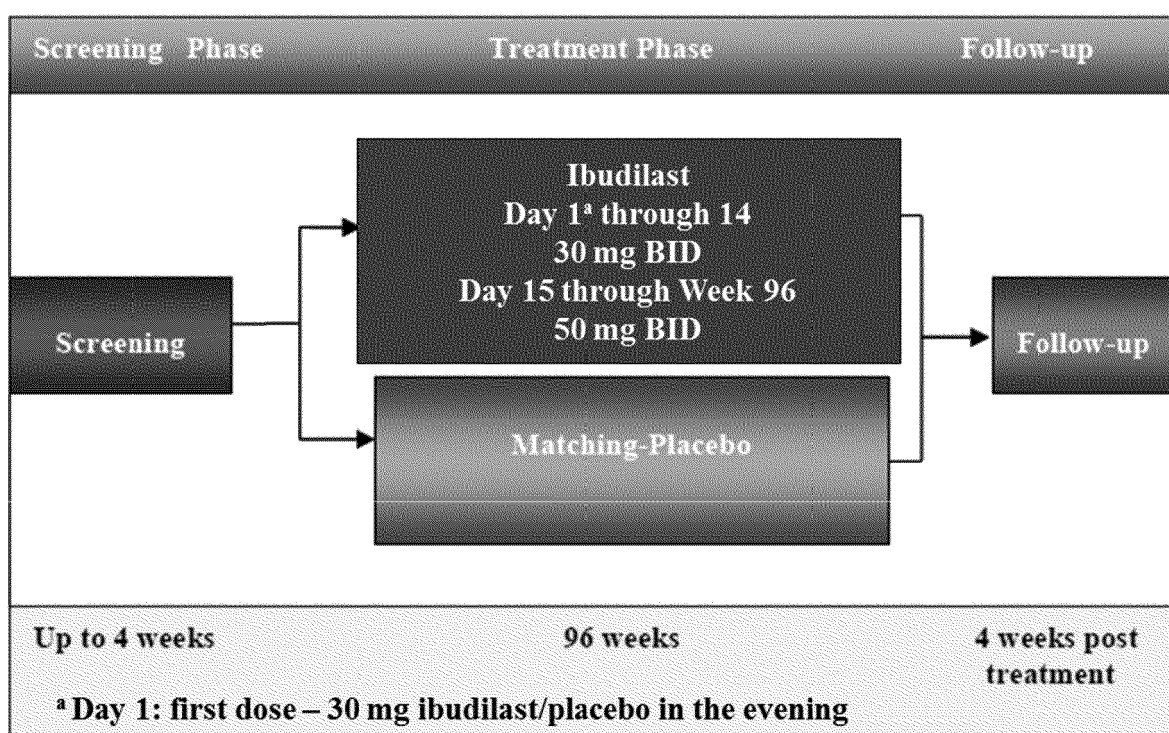 Screening Phase
Treatment Phase
Follow-up
Ibudilast
Day 1ᵃ through 14
30 mg BID
Day 15 through Week 96
50 mg BID
Screening
Follow-up
Matching-Placebo
Up to 4 weeks
96 weeks
4 weeks post
treatment
ᵃ Day 1: first dose – 30 mg ibudilast/placebo in the evening